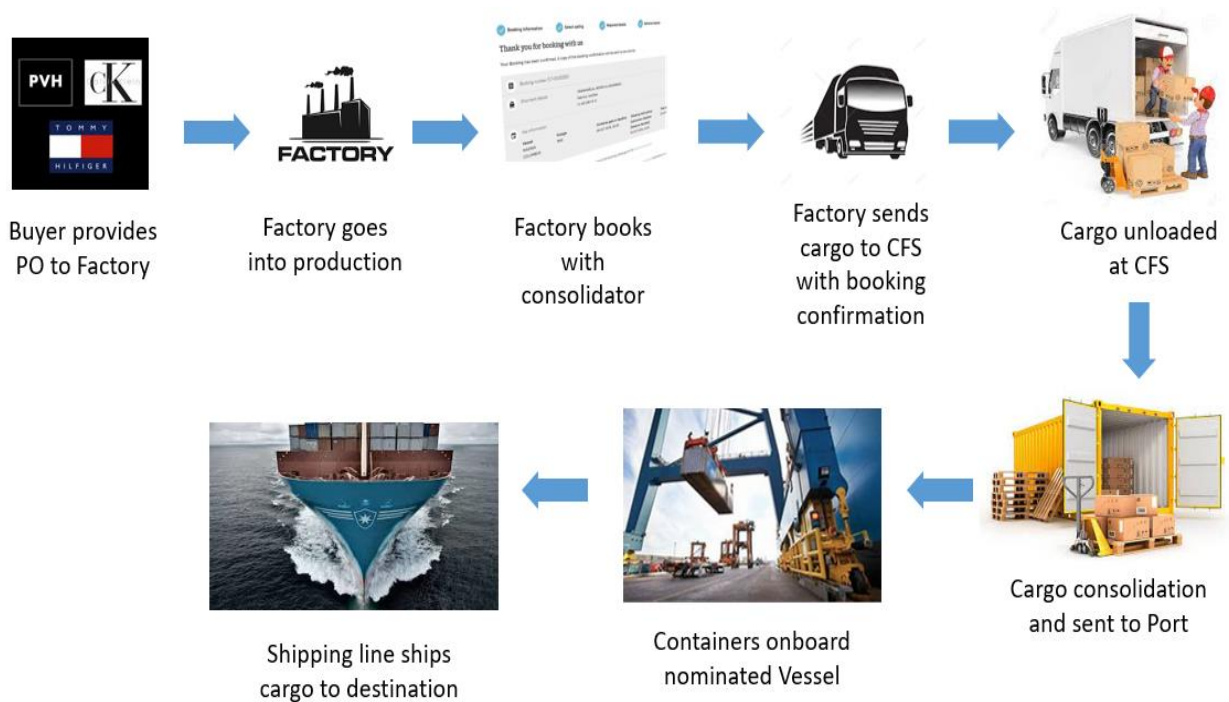 PVH
CK
TOMMY
HILFIGER
Buyer provides
PO to Factory
FACTORY
Factory goes
into production
Booking information
Thank you for booking with us
Factory books
with
consolidator
Factory sends
cargo to CFS
with booking
confirmation
Cargo unloaded
at CFS
Cargo consolidation
and sent to Port
Containers onboard
nominated Vessel
Shipping line ships
cargo to destination